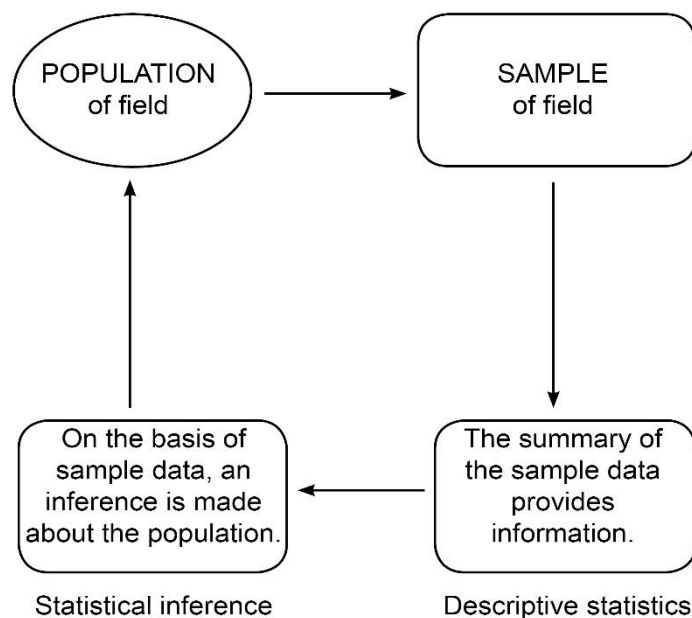 POPULATION
of field
SAMPLE
of field
The summary of
the sample data
provides
information.
Descriptive statistics
On the basis of
sample data, an
inference is made
about the population.
Statistical inference